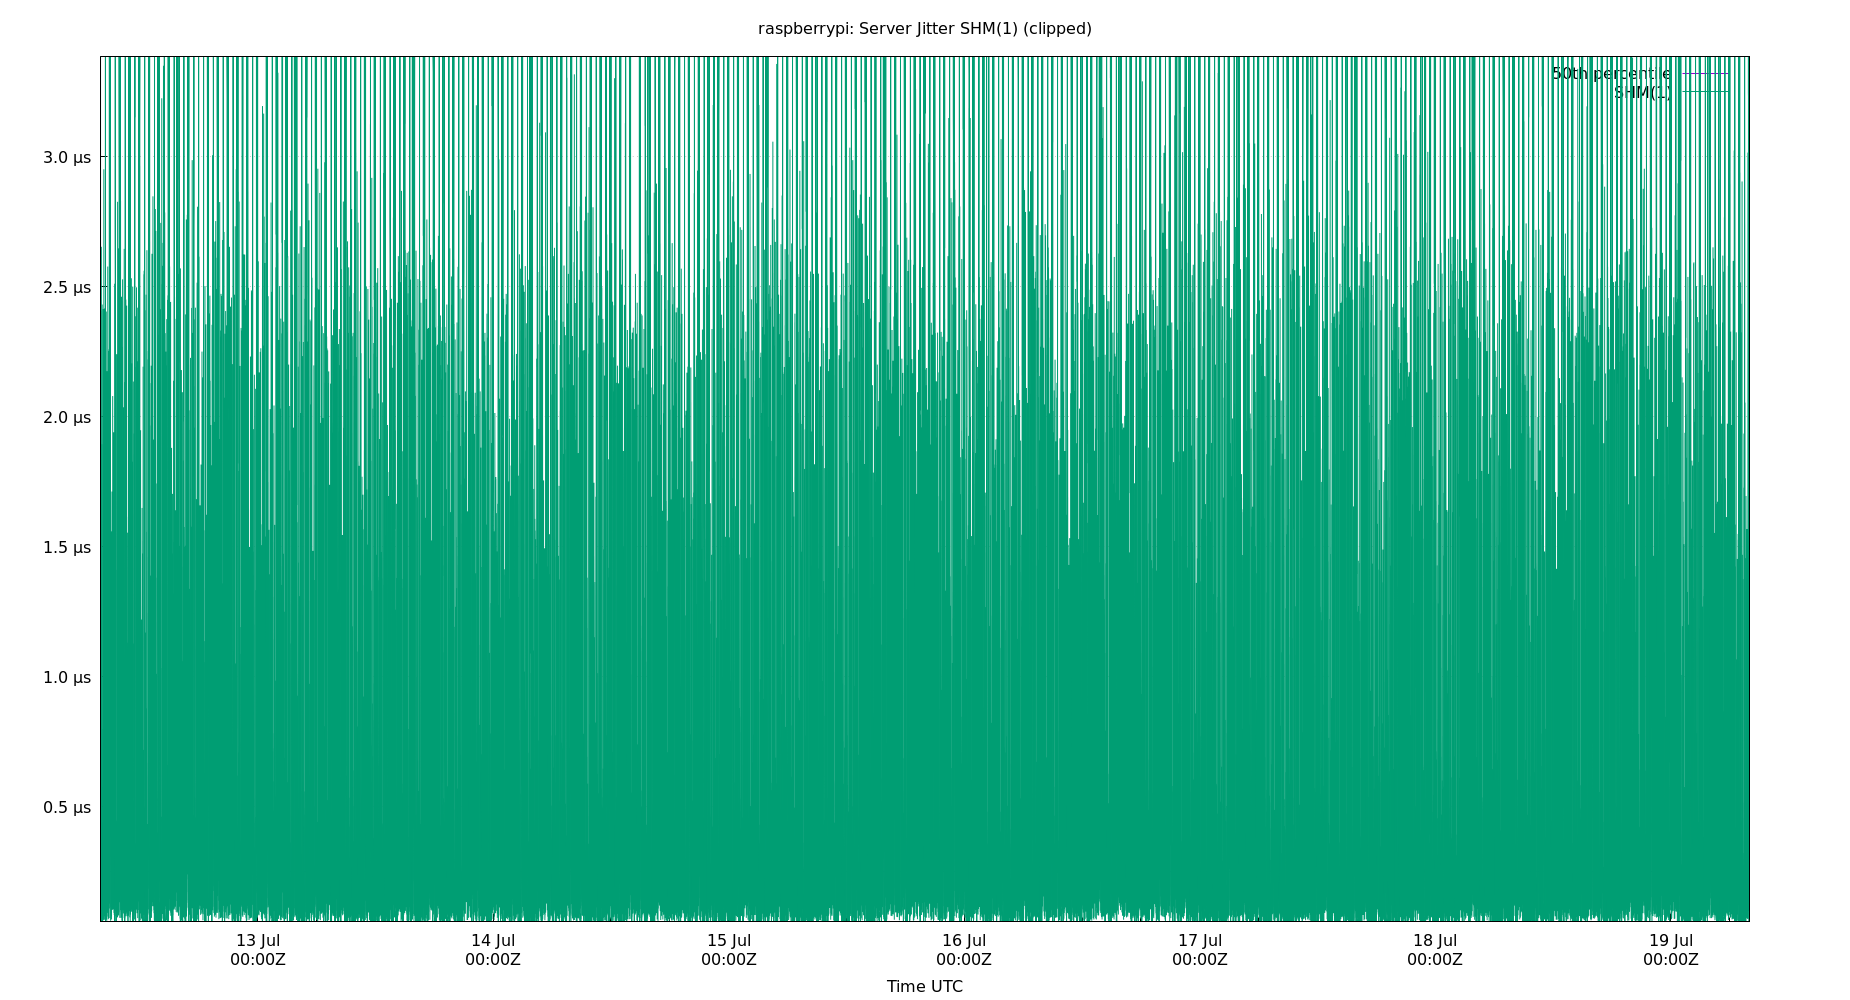 raspberrypi: Server Jitter SHM(1) (clipped)
50th percentile
SHM(1)
3.0 µs
2.5 µs
2.0 µs
1.5 µs
1.0 µs
0.5 µs
13 Jul 14 Jul 15 Jul 16 Jul 17 Jul 18 Jul 19 Jul
00:00Z 00:00Z 00:00Z 00:00Z 00:00Z 00:00Z 00:00Z
Time UTC